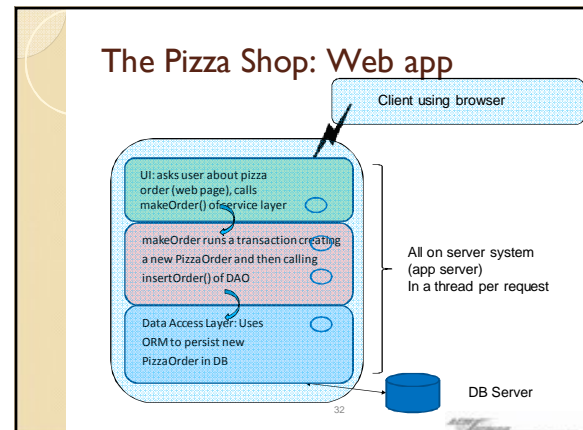 The Pizza Shop: Web app
Client using browser
UI: asks user about pizza
order (web page), calls
makeOrder() of service layer
makeOrder runs a transaction creating
a new PizzaOrder and then calling
insertOrder() of DAO
All on server system
(app server)
In a thread per request
Data Access Layer: Uses
ORM to persist new
PizzaOrder in DB
DB Server
32